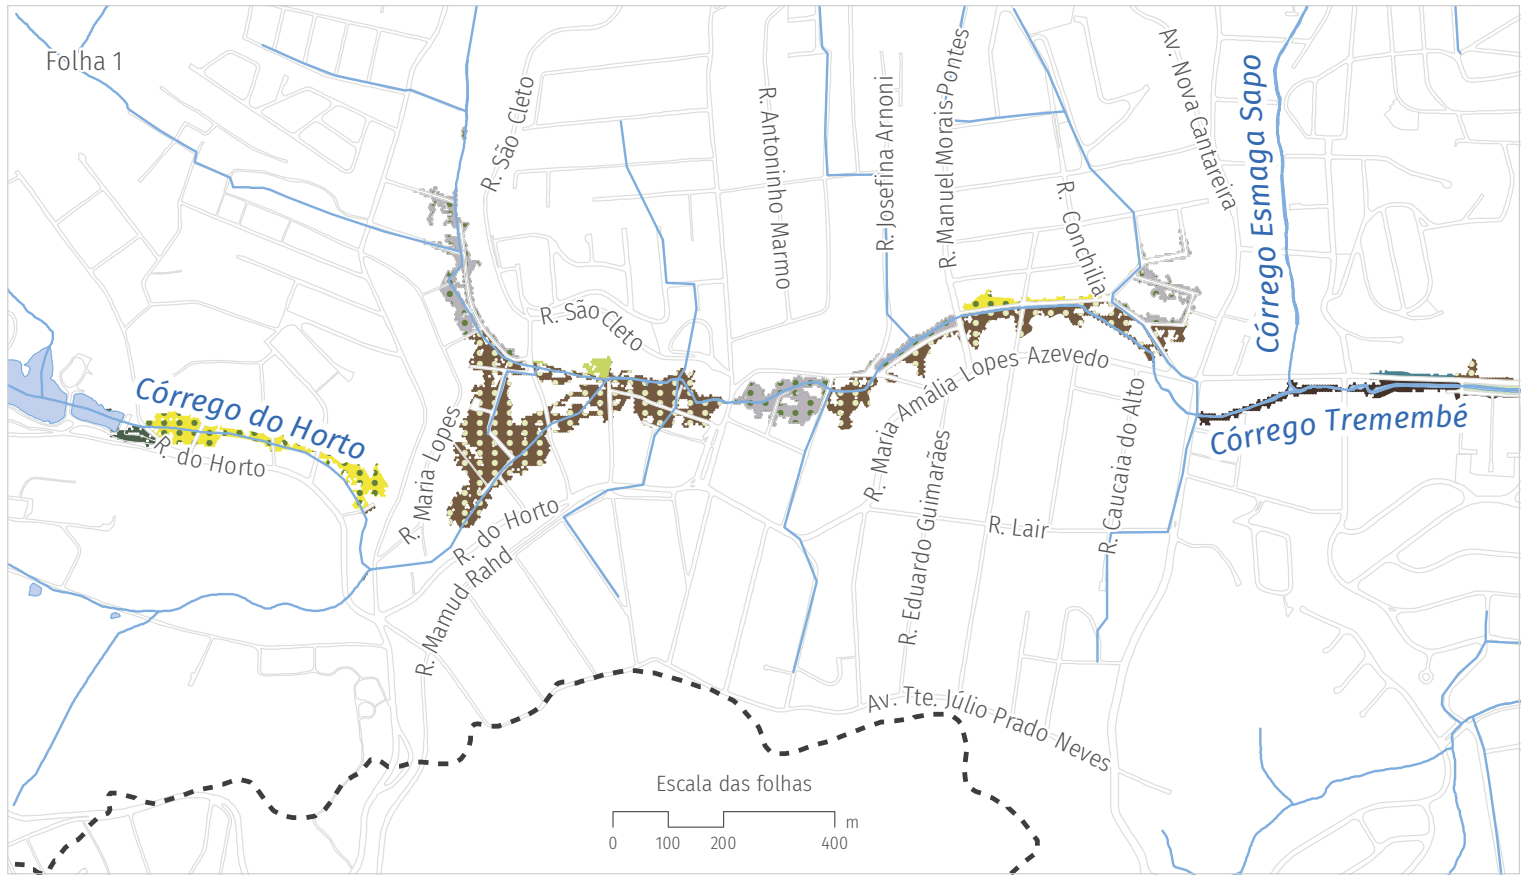 Folha 1
R. São Cleto
R. Antoninho Marmo
R. Josefina Arnoni
R. Manuel Morais Pontes
R. Conchilia
Av. Nova Cantareira
Córrego Esmaga Sapo
R. São Cleto
Córrego do Horto
R. do Horto
R. Maria Lopes
R. Maria Amália Lopes Azevedo
Córrego Tremembé
R. Caucaia do Alto
R. Eduardo Guimarães
R. Lair
R. do Horto
R. Mamud Rahd
Av. Tte. Júlio Prado Neves
Escala das folhas
0 100 200 400 m